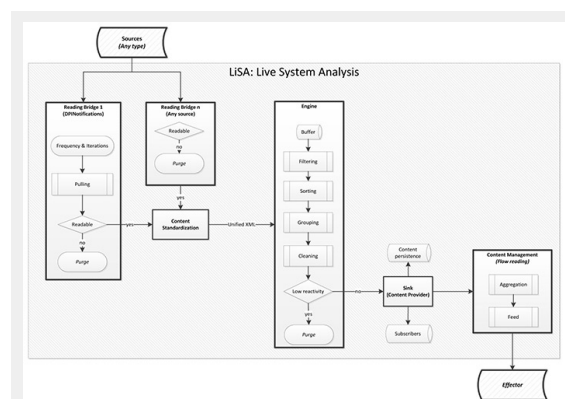 Sources
(Any type)
LiSA: Live System Analysis
Reading Bridge 1
(DPINotifications)
Frequency & Iterations
Pulling
Readable
no
Purge
yes
Reading Bridge n
(Any source)
Readable
no
Purge
yes
Content
Standardization
Unified XML
Engine
Buffer
Filtering
Sorting
Grouping
Cleaning
Low reactivity
yes
Purge
no
Content
persistence
Sink
(Content Provider)
Subscribers
Content Management
(Flow reading)
Aggregation
Feed
Effector